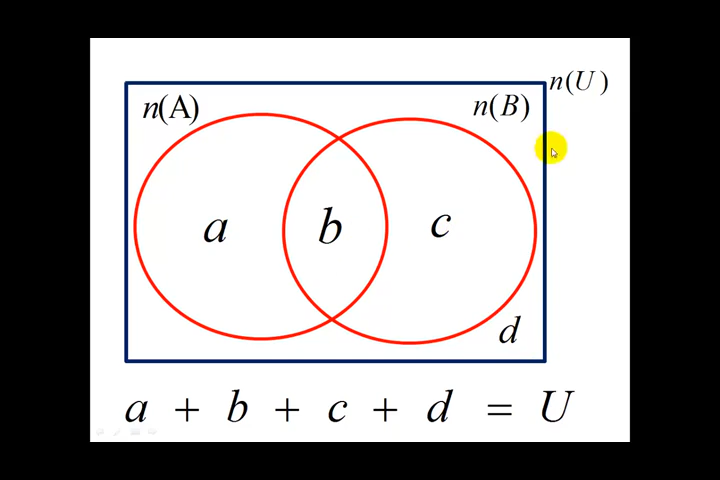 n(U)
n(A)
n(B)
a
b
c
d
a + b + c + d = U